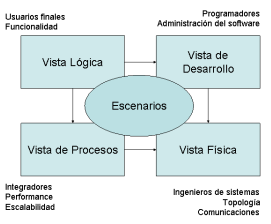 Usuarios finales
Funcionalidad
Programadores
Administración del software
Vista Lógica
Vista de
Desarrollo
Escenarios
Vista de Procesos
Vista Física
Integradores
Performance
Escalabilidad
Ingenieros de sistemas
Topología
Comunicaciones